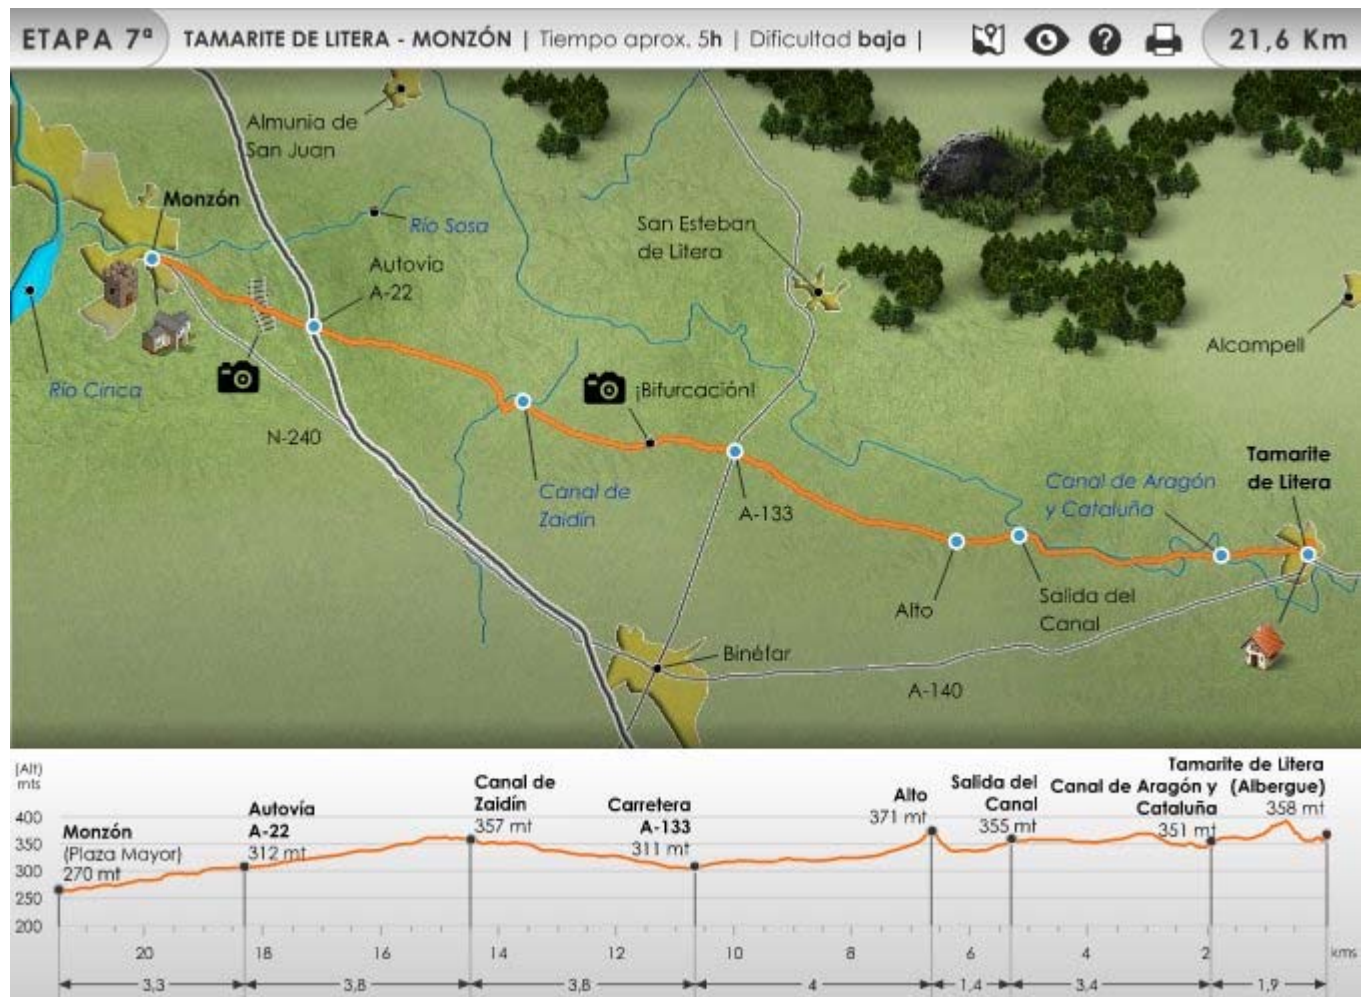 ETAPA 7ª
TAMARITE DE LITERA - MONZÓN | Tiempo aprox. 5h | Dificultad baja |
21,6 Km
Almunia de
San Juan
Monzón
Río Sosa
San Esteban
de Litera
Autovía
A-22
Alcampell
Río Cinca
¡Bifurcación!
N-240
Tamarite
de Litera
Canal de Aragón
y Cataluña
Canal de
Zaidín
A-133
Alto
Salida del
Canal
Binéfar
A-140
(Alt)
mts
400
350
300
250
200
Monzón
(Plaza Mayor)
270 mt
Autovía
A-22
312 mt
Canal de
Zaidín
357 mt
Carretera
A-133
311 mt
Alto
371 mt
Salida del
Canal
355 mt
Canal de Aragón y
Cataluña
351 mt
Tamarite de Litera
(Albergue)
358 mt
20 18 16 14 12 10 8 6 4 2 kms
3,3 3,8 3,8 4 1,4 3,4 1,9